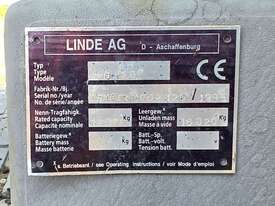 LINDE AG D - Aschaffenburg
Typ
Type
Modèle
CE
Fabrik-Nr./Bj.
Serial no./year
No. de série/année
Nenn-Tragfähigk. Leergew.
Rated capacity kg Unladen mass kg
Capacité nominale Masse à vide
Batteriegew. Batt.-Sp.
Battery mass kg Batt.-Volt. V
Masse batterie Tension batt.
s. Betriebsanl./ see Operating instructions / voir Mode d'emploi